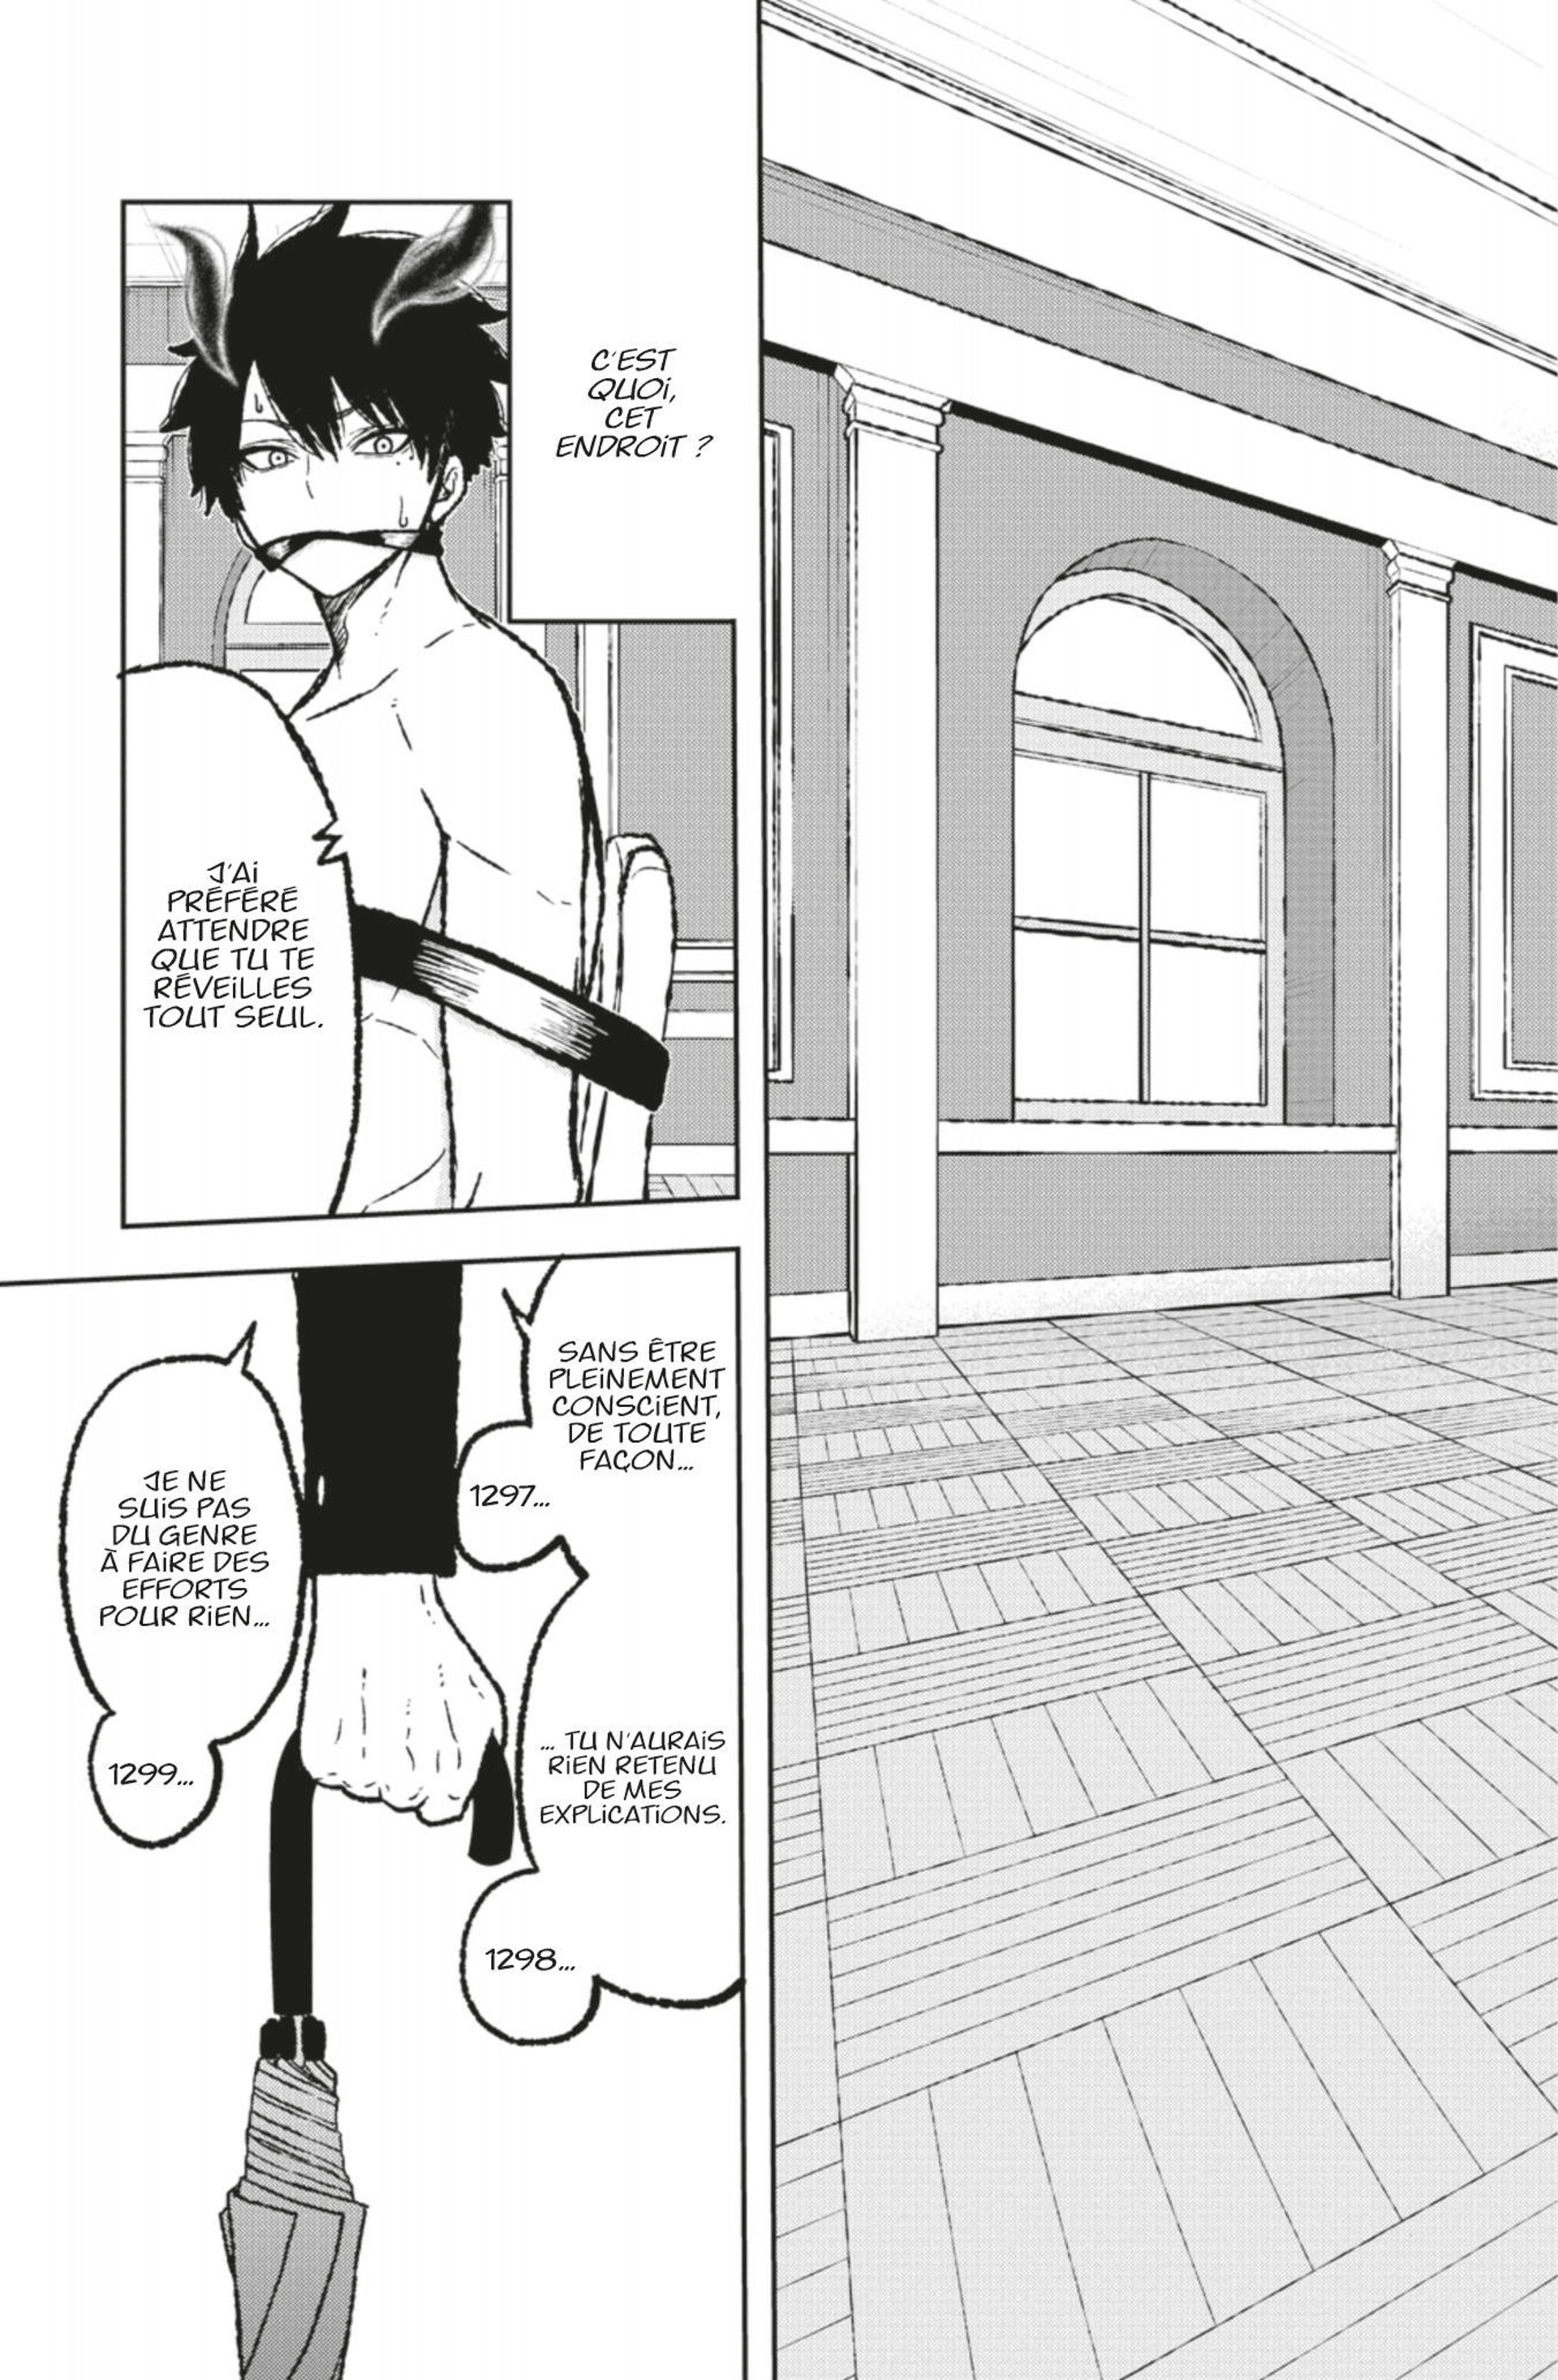 C'EST
QUOI,
CET
ENDROIT ?
J'AI
PRÉFÉRÉ
ATTENDRE
QUE TU TE
RÉVEILLES
TOUT SEUL.
SANS ÊTRE
PLEINEMENT
CONSCIENT,
DE TOUTE
FAÇON...
1297...
... TU N'AURAIS
RIEN RETENU
DE MES
EXPLICATIONS.
1298...
JE NE
SUIS PAS
DU GENRE
À FAIRE DES
EFFORTS
POUR RIEN...
1299...